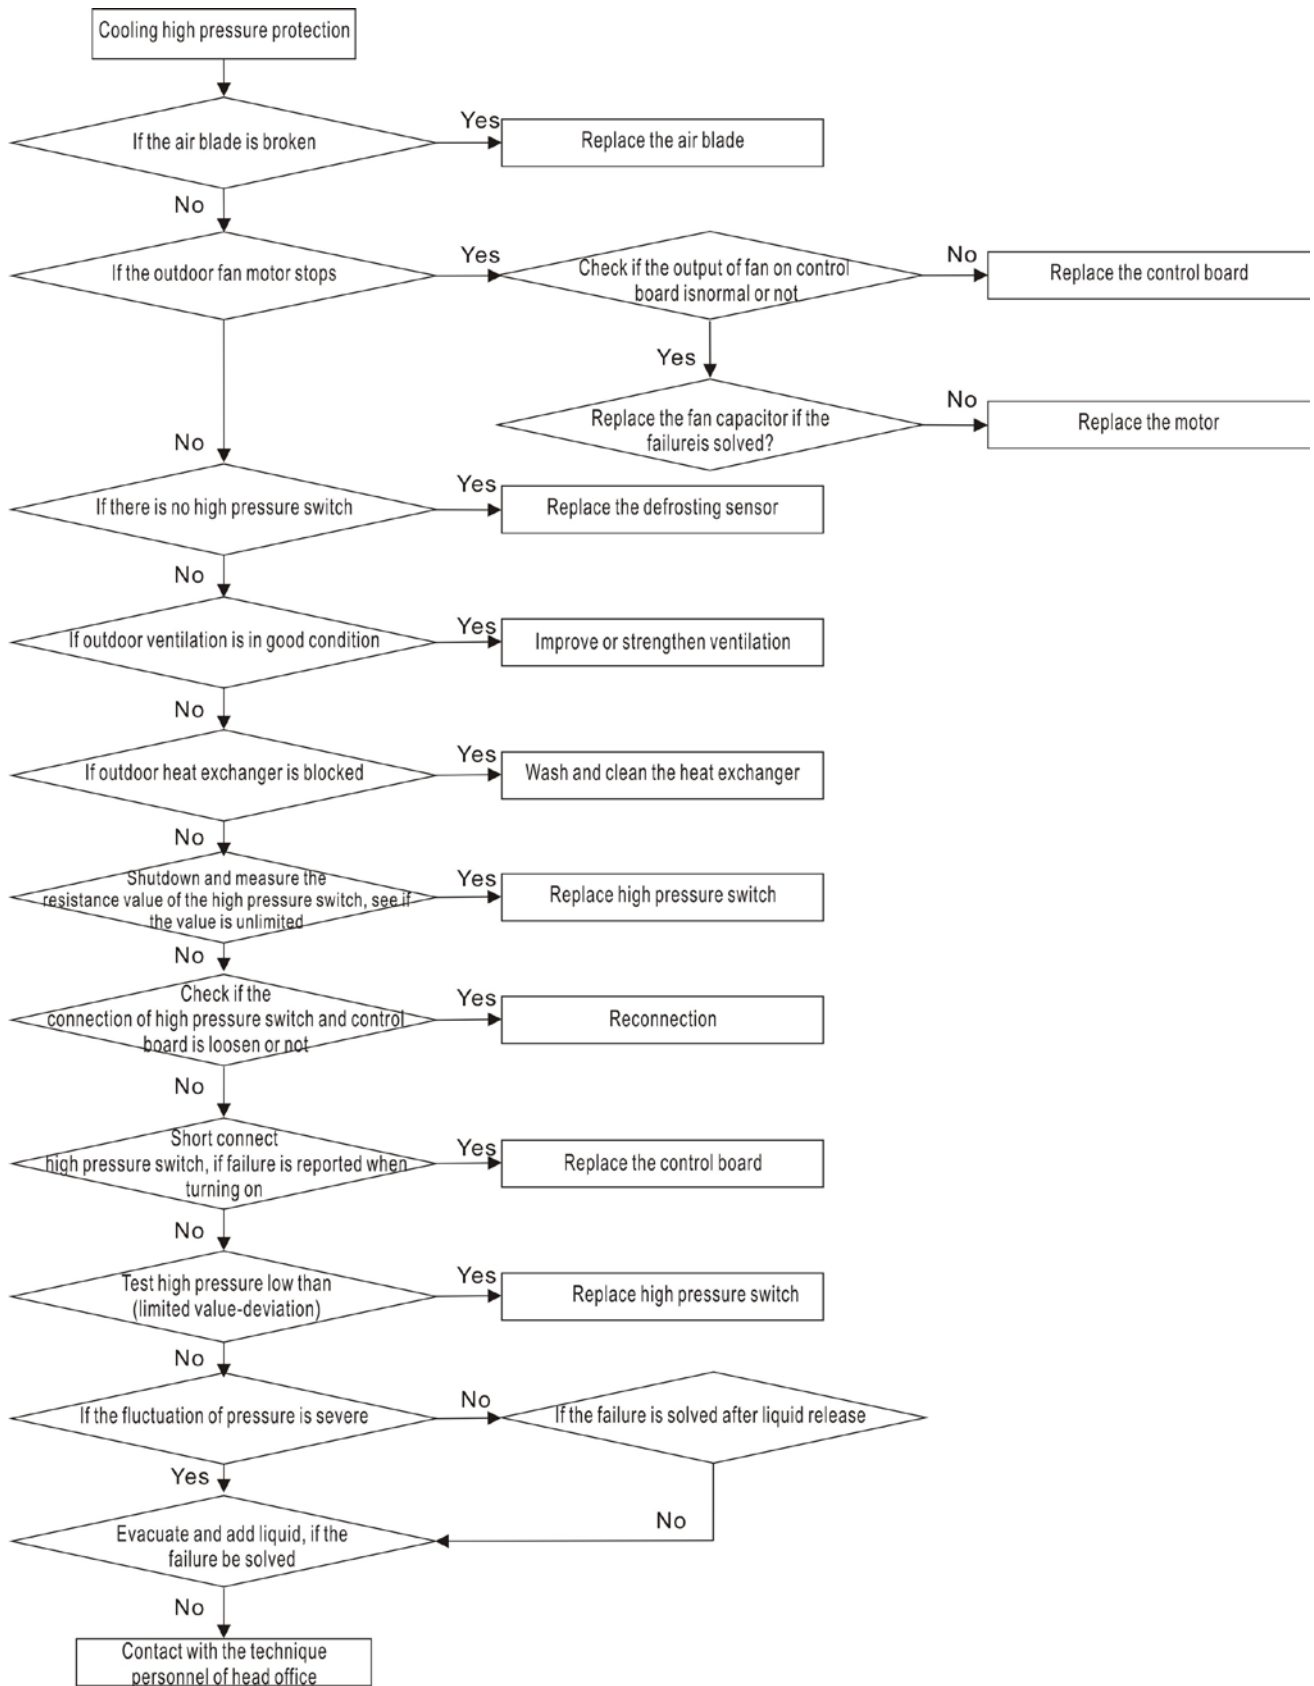 Cooling high pressure protection
If the air blade is broken
Yes
Replace the air blade
No
If the outdoor fan motor stops
Yes
Check if the output of fan on control
board isnormal or not
No
Replace the control board
Yes
Replace the fan capacitor if the
failureis solved?
No
Replace the motor
No
If there is no high pressure switch
Yes
Replace the defrosting sensor
No
If outdoor ventilation is in good condition
Yes
Improve or strengthen ventilation
No
If outdoor heat exchanger is blocked
Yes
Wash and clean the heat exchanger
No
Shutdown and measure the
resistance value of the high pressure switch, see if
the value is unlimited
Yes
Replace high pressure switch
No
Check if the
connection of high pressure switch and control
board is loosen or not
Yes
Reconnection
No
Short connect
high pressure switch, if failure is reported when
turning on
Yes
Replace the control board
No
Test high pressure low than
(limited value-deviation)
Yes
Replace high pressure switch
No
If the fluctuation of pressure is severe
No
If the failure is solved after liquid release
Yes
No
Evacuate and add liquid, if the
failure be solved
No
Contact with the technique
personnel of head office